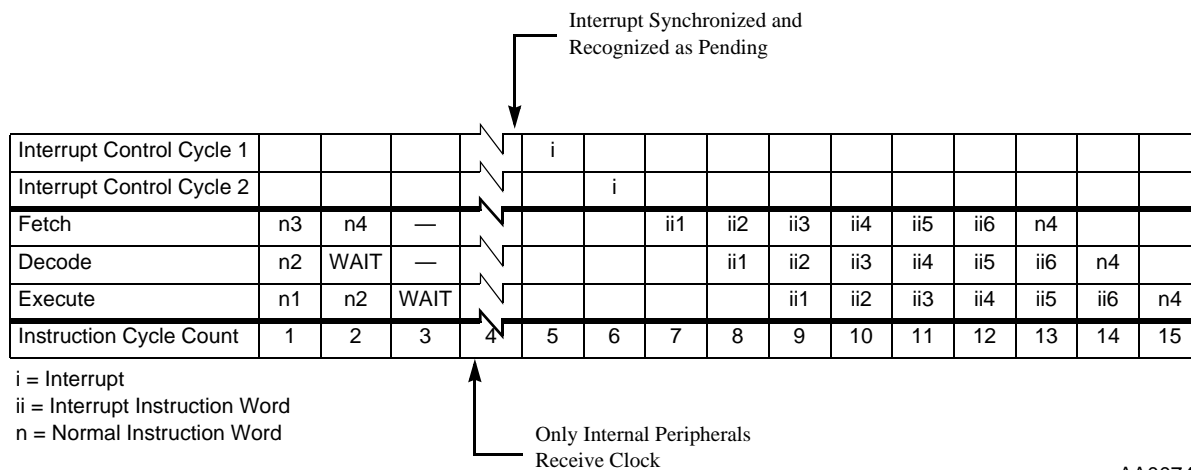 Interrupt Synchronized and
Recognized as Pending
Interrupt Control Cycle 1 i
Interrupt Control Cycle 2 i
Fetch n3 n4 — ii1 ii2 ii3 ii4 ii5 ii6 n4
Decode n2 WAIT — ii1 ii2 ii3 ii4 ii5 ii6 n4
Execute n1 n2 WAIT ii1 ii2 ii3 ii4 ii5 ii6 n4
Instruction Cycle Count 1 2 3 4 5 6 7 8 9 10 11 12 13 14 15
i = Interrupt
ii = Interrupt Instruction Word
n = Normal Instruction Word
Only Internal Peripherals
Receive Clock